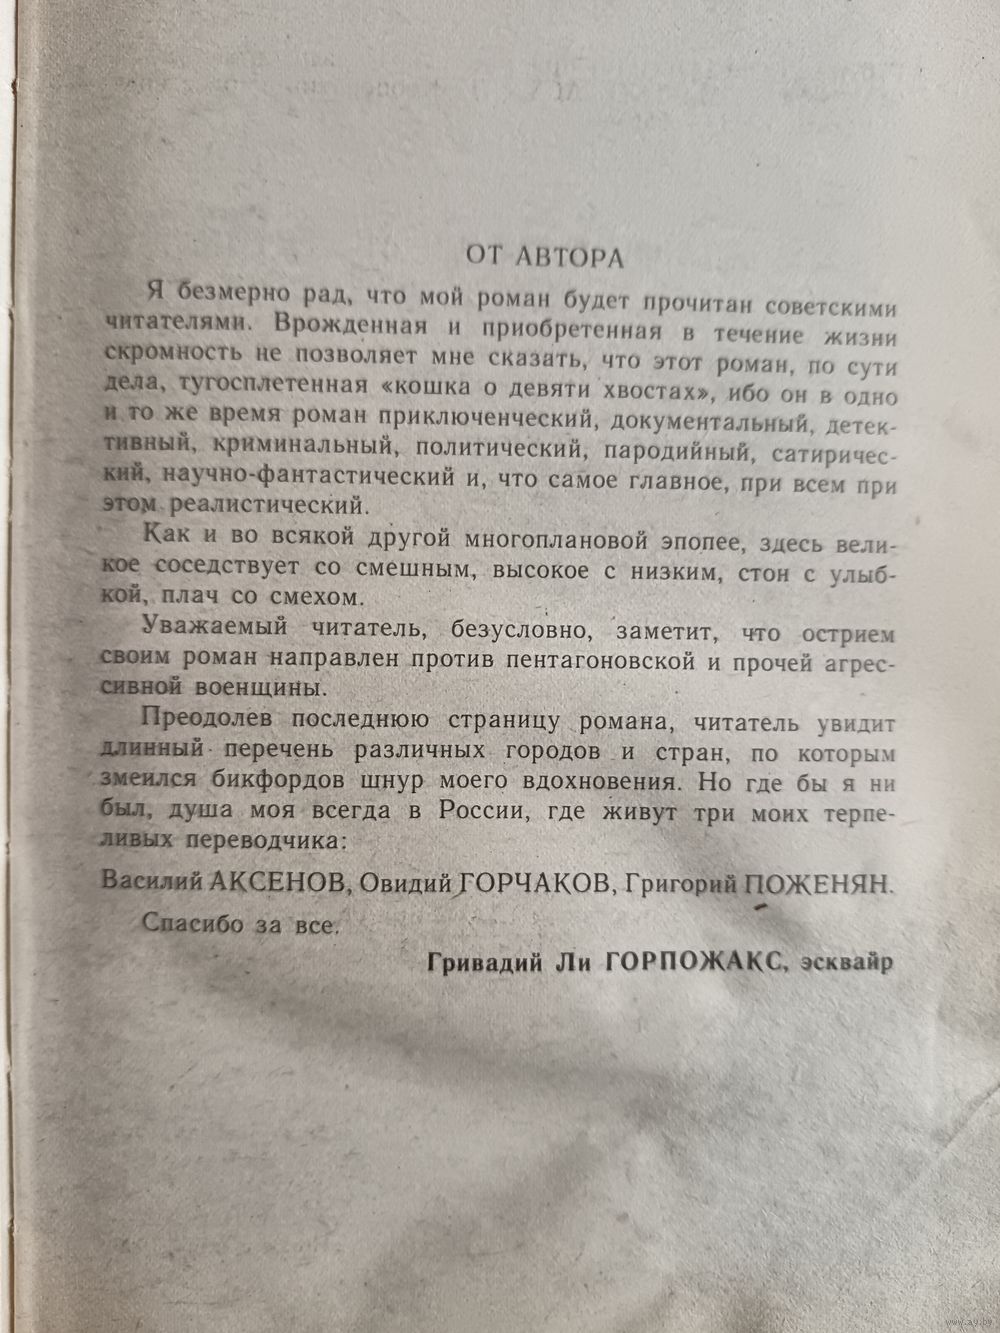 ОТ АВТОРА
Я безмерно рад, что мой роман будет прочитан советскими
читателями. Врожденная и приобретенная в течение жизни
скромность не позволяет мне сказать, что этот роман, по сути
дела, тугосплетенная «кошка о девяти хвостах», ибо он в одно
и то же время роман приключенческий, документальный, детек-
тивный, криминальный, политический, пародийный, сатиричес-
кий, научно-фантастический и, что самое главное, при всем при
этом реалистический.
Как и во всякой другой многоплановой эпопее, здесь вели-
кое соседствует со смешным, высокое с низким, стон с улыб-
кой, плач со смехом.
Уважаемый читатель, безусловно, заметит, что острием
своим роман направлен против пентагоновской и прочей агрес-
сивной военщины.
Преодолев последнюю страницу романа, читатель увидит
длинный перечень различных городов и стран, по которым
змеился бикфордов шнур моего вдохновения. Но где бы я ни
был, душа моя всегда в России, где живут три моих терпе-
ливых переводчика:
Василий АКСЕНОВ, Овидий ГОРЧАКОВ, Григорий ПОЖЕНЯН.
Спасибо за все.
Гривадий Ли ГОРПОЖАКС, эсквайр
www.ay.by